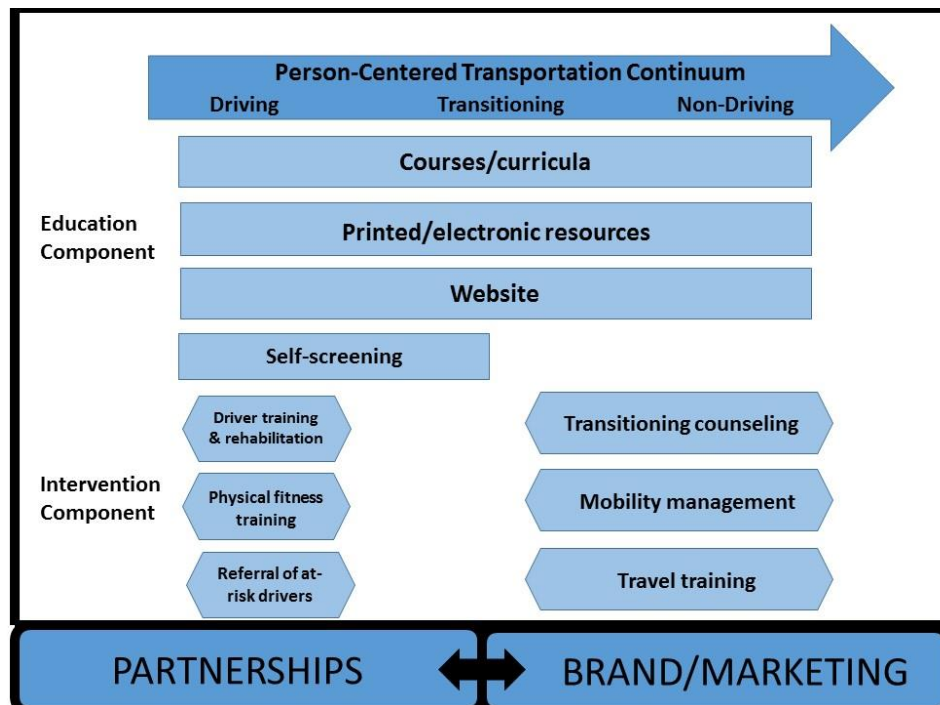 Person-Centered Transportation Continuum
Driving
Transitioning
Non-Driving
Courses/curricula
Education
Component
Printed/electronic resources
Website
Self-screening
Driver training
& rehabilitation
Transitioning counseling
Intervention
Component
Physical fitness
training
Mobility management
Referral of at-
risk drivers
Travel training
PARTNERSHIPS
BRAND/MARKETING